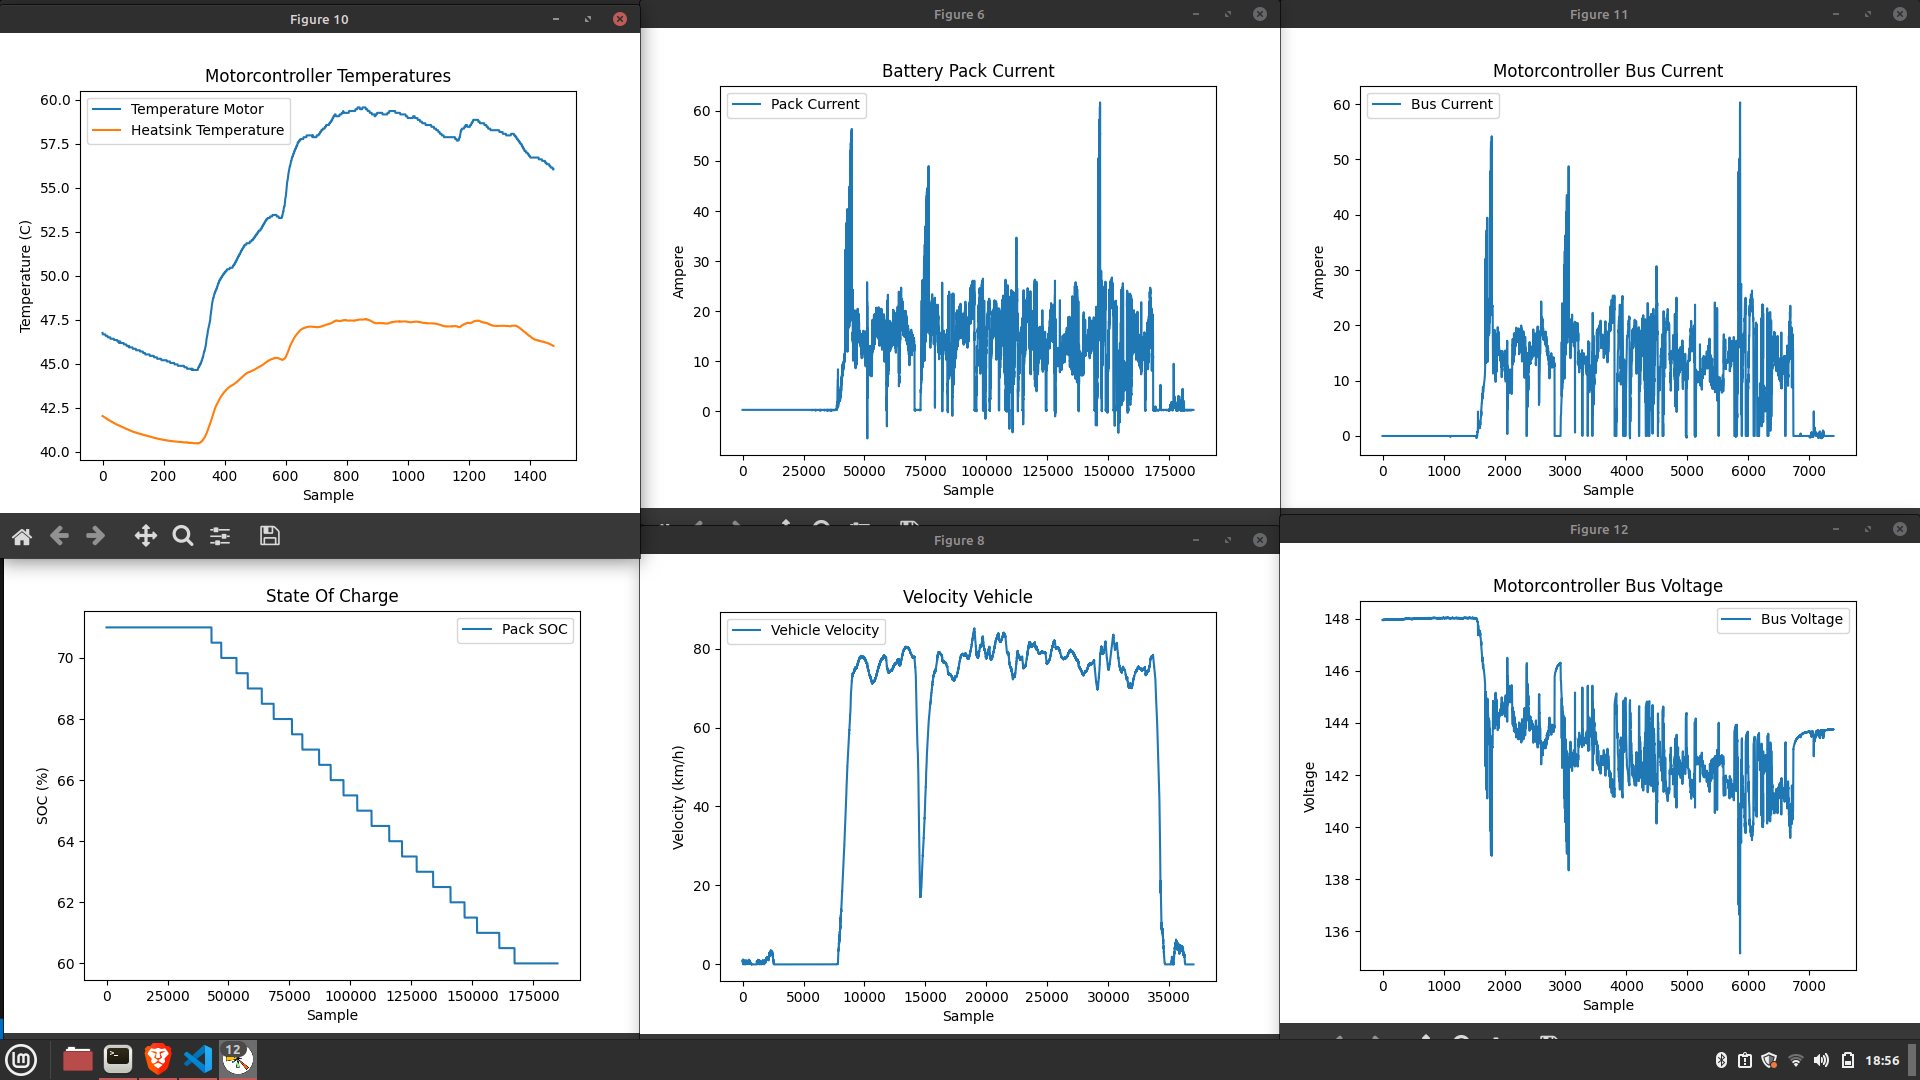 Figure 10
Motorcontroller Temperatures
Temperature Motor
Heatsink Temperature
60.0
57.5
55.0
52.5
50.0
47.5
45.0
42.5
40.0
Temperature (C)
0 200 400 600 800 1000 1200 1400
Sample
Figure 6
Battery Pack Current
Pack Current
60
50
40
30
20
10
0
Ampere
0 25000 50000 75000 100000 125000 150000 175000
Sample
Figure 11
Motorcontroller Bus Current
Bus Current
60
50
40
30
20
10
0
Ampere
0 1000 2000 3000 4000 5000 6000 7000
Sample
State Of Charge
Pack SOC
70
68
66
64
62
60
SOC (%)
0 25000 50000 75000 100000 125000 150000 175000
Sample
Figure 8
Velocity Vehicle
Vehicle Velocity
80
60
40
20
0
Velocity (km/h)
0 5000 10000 15000 20000 25000 30000 35000
Sample
Figure 12
Motorcontroller Bus Voltage
Bus Voltage
148
146
144
142
140
138
136
Voltage
0 1000 2000 3000 4000 5000 6000 7000
Sample
12
18:56